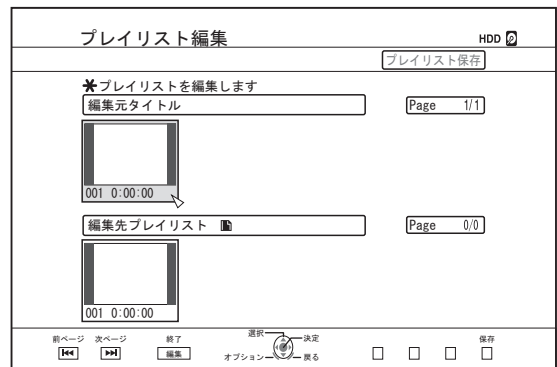 プレイリスト編集
HDD
プレイリスト保存
プレイリストを編集します
編集元タイトル
Page 1/1
001 0:00:00
編集先プレイリスト
Page 0/0
001 0:00:00
前ページ 次ページ 終了 選択 決定 保存
編集 オプション 戻る